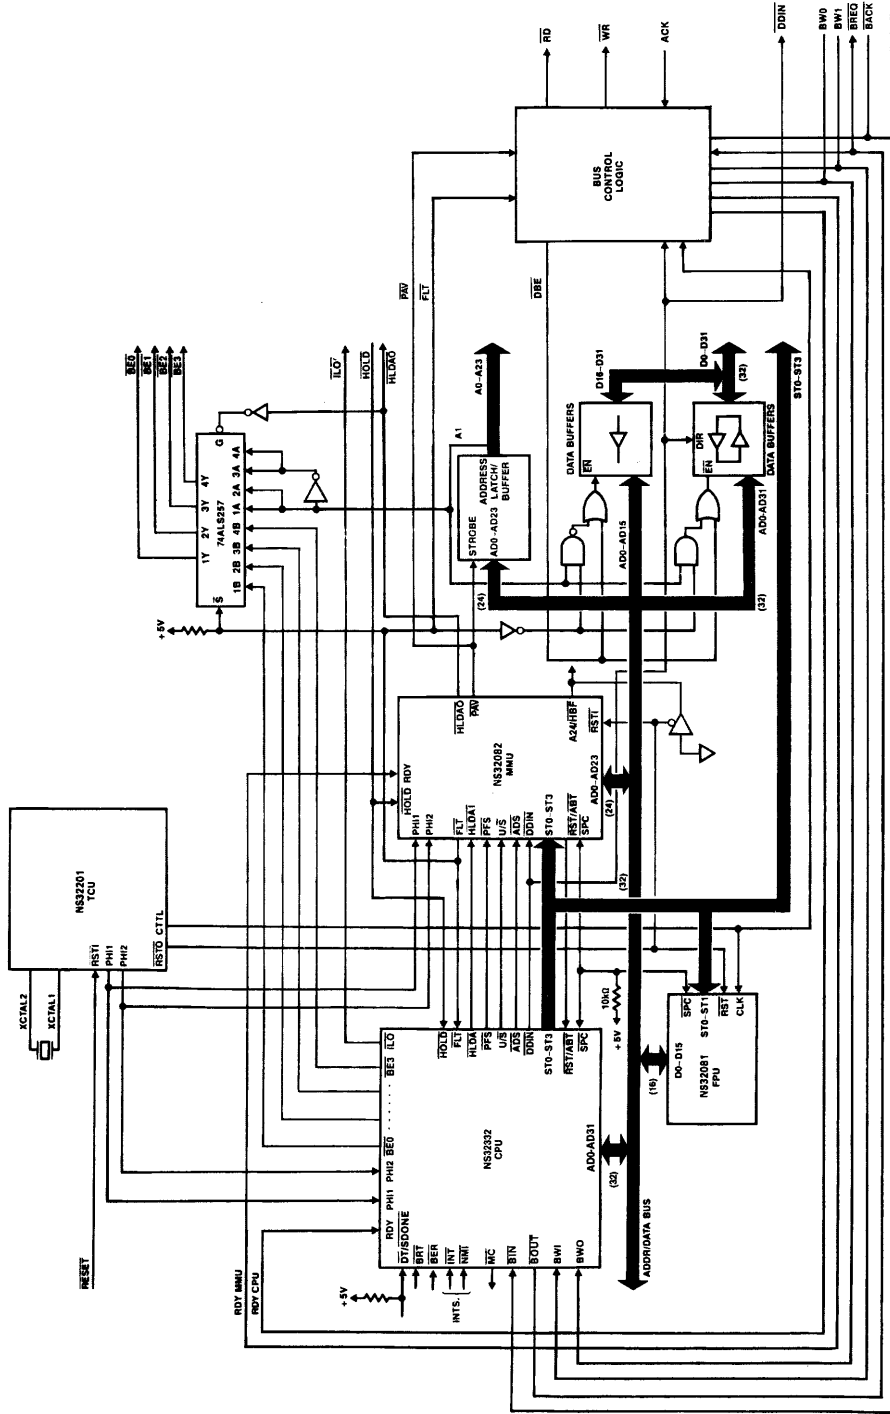 XCTAL2
XCTAL1
NS32201
TCU
RSTI
PHI1
PHI2
RSTO
CTTL
RESET
RDY MMU
RDY CPU
+5V
INTS.
NS32332
CPU
RDY
PHI1
PHI2
BE0
. . . . . .
BE3
ILO
DT/SDONE
BRT
BER
INT
NMI
MC
BIN
BOUT
BWI
BWO
HOLD
FLT
HLDA
PFS
U/S
ADS
DDIN
ST0-ST3
RST/ABT
SPC
AD0-AD31
(32)
ADDR/DATA BUS
NS32082
MMU
HOLD
RDY
PHI1
PHI2
FLT
HLDAI
PFS
U/S
ADS
DDIN
ST0-ST3
RST/ABT
SPC
HLDAO
PAV
A24/HBF
RSTI
AD0-AD23
(24)
(32)
10kΩ
+5V
NS32081
FPU
D0-D15
(16)
SPC
ST0-ST1
RST
CLK
+5V
74ALS257
S
1B
2B
3B
4B
1A
2A
3A
4A
1Y
2Y
3Y
4Y
G
BE0
BE1
BE2
BE3
ILO'
HOLD
HLDAO
STROBE
AD0-AD23
ADDRESS
LATCH/
BUFFER
A1
A0-A23
(24)
(32)
PAV
FLT
DBE
AD0-AD15
AD0-AD31
DATA BUFFERS
EN
D16-D31
DATA BUFFERS
EN
DIR
D0-D31
(32)
ST0-ST3
BUS
CONTROL
LOGIC
RD
WR
ACK
DDIN
BW0
BW1
BREQ
BACK